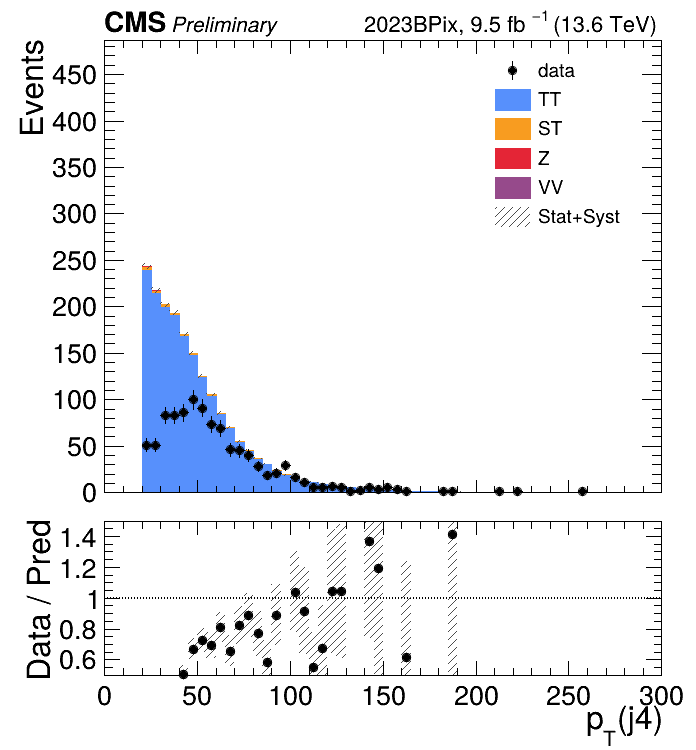 CMS Preliminary 2023BPix, 9.5 fb⁻¹ (13.6 TeV)
Events
450
400
350
300
250
200
150
100
50
0
data
TT
ST
Z
VV
Stat+Syst
Data / Pred
1.4
1.2
1
0.8
0.6
0 50 100 150 200 250 300
p_T(j4)